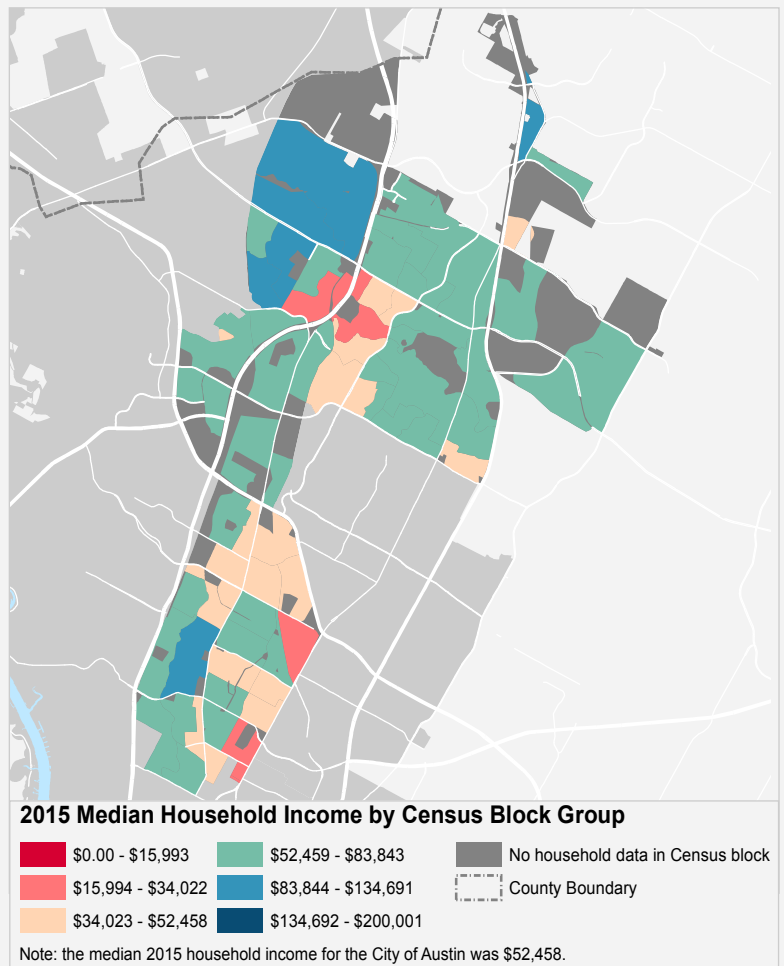 2015 Median Household Income by Census Block Group
$0.00 - $15,993
$52,459 - $83,843
No household data in Census block
$15,994 - $34,022
$83,844 - $134,691
County Boundary
$34,023 - $52,458
$134,692 - $200,001
Note: the median 2015 household income for the City of Austin was $52,458.